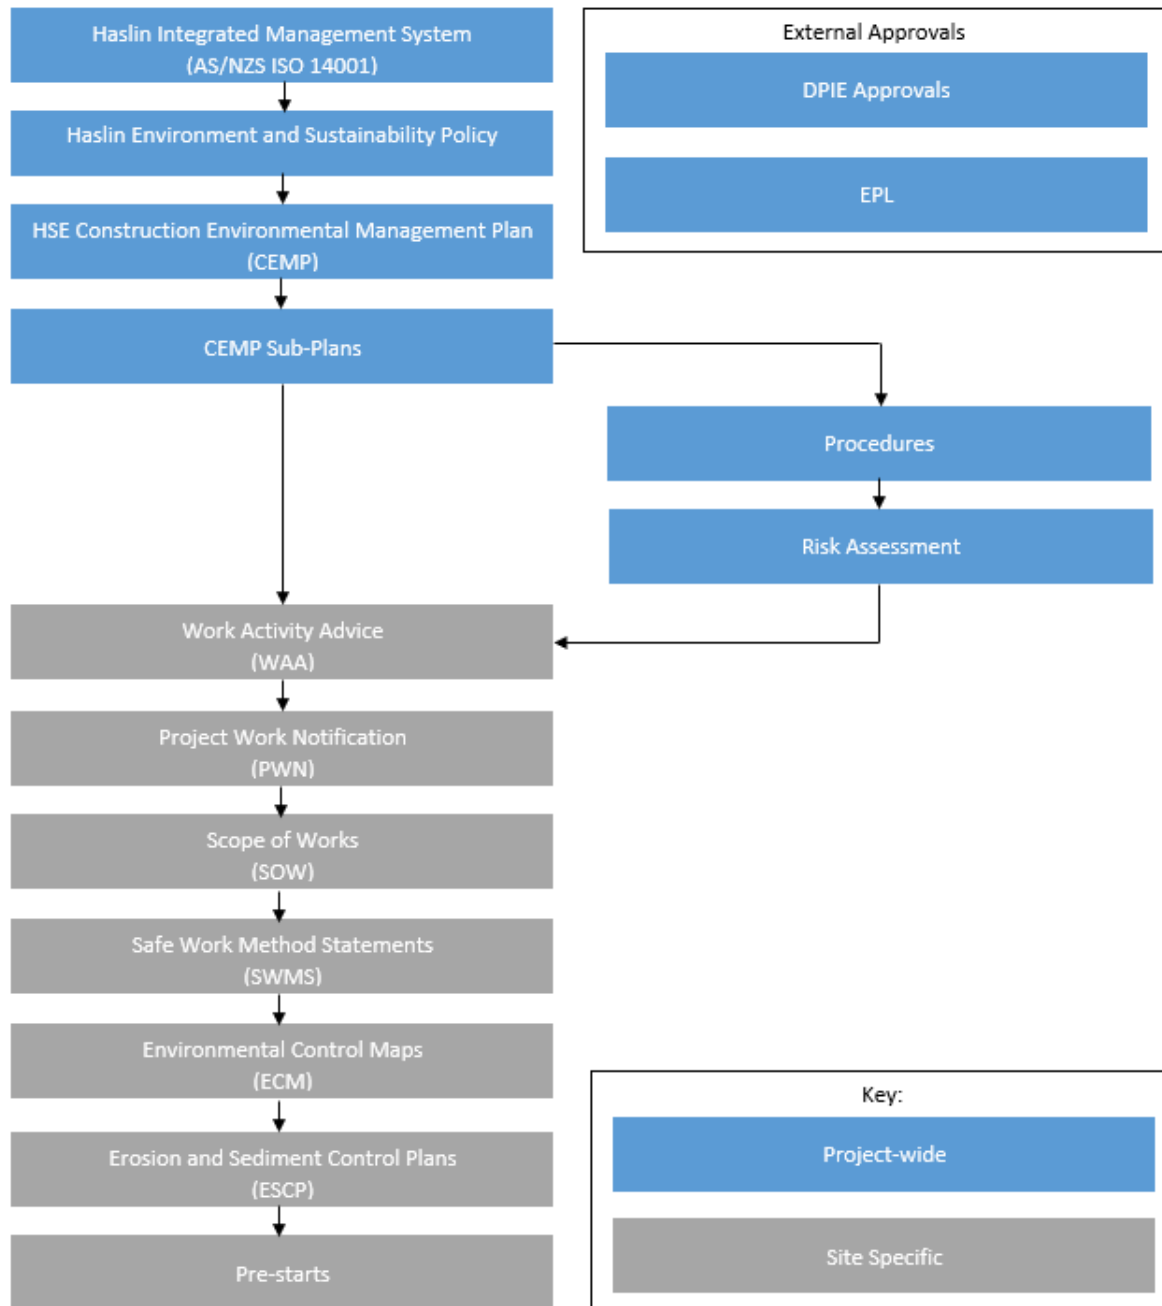 Haslin Integrated Management System
(AS/NZS ISO 14001)
Haslin Environment and Sustainability Policy
HSE Construction Environmental Management Plan
(CEMP)
CEMP Sub-Plans
External Approvals
DPIE Approvals
EPL
Procedures
Risk Assessment
Work Activity Advice
(WAA)
Project Work Notification
(PWN)
Scope of Works
(SOW)
Safe Work Method Statements
(SWMS)
Environmental Control Maps
(ECM)
Erosion and Sediment Control Plans
(ESCP)
Pre-starts
Key:
Project-wide
Site Specific